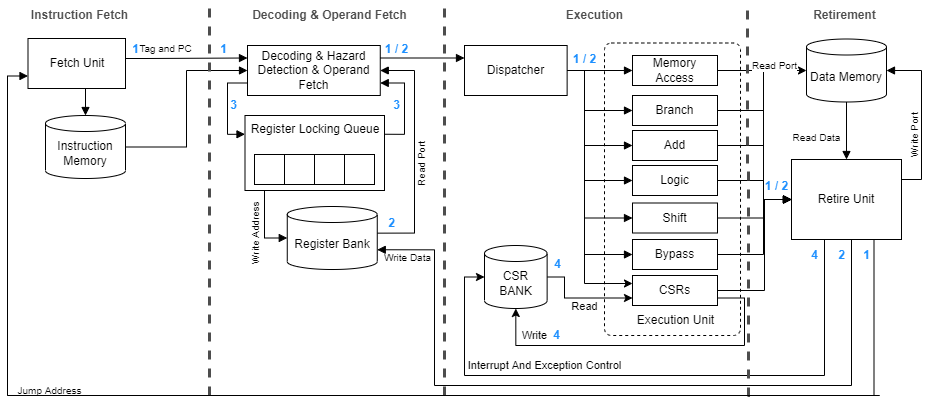 Instruction Fetch
Decoding & Operand Fetch
Execution
Retirement
Fetch Unit
1
Tag and PC
1
Instruction
Memory
Decoding & Hazard
Detection & Operand
Fetch
1 / 2
3
3
Register Locking Queue
Read Port
Write Address
Register Bank
2
Write Data
Dispatcher
1 / 2
Memory
Access
Branch
Add
Logic
Shift
Bypass
CSRs
Execution Unit
CSR
BANK
4
Read
Write
4
Interrupt And Exception Control
Read Port
Data Memory
Read Data
Write Port
1 / 2
Retire Unit
4
2
1
Jump Address